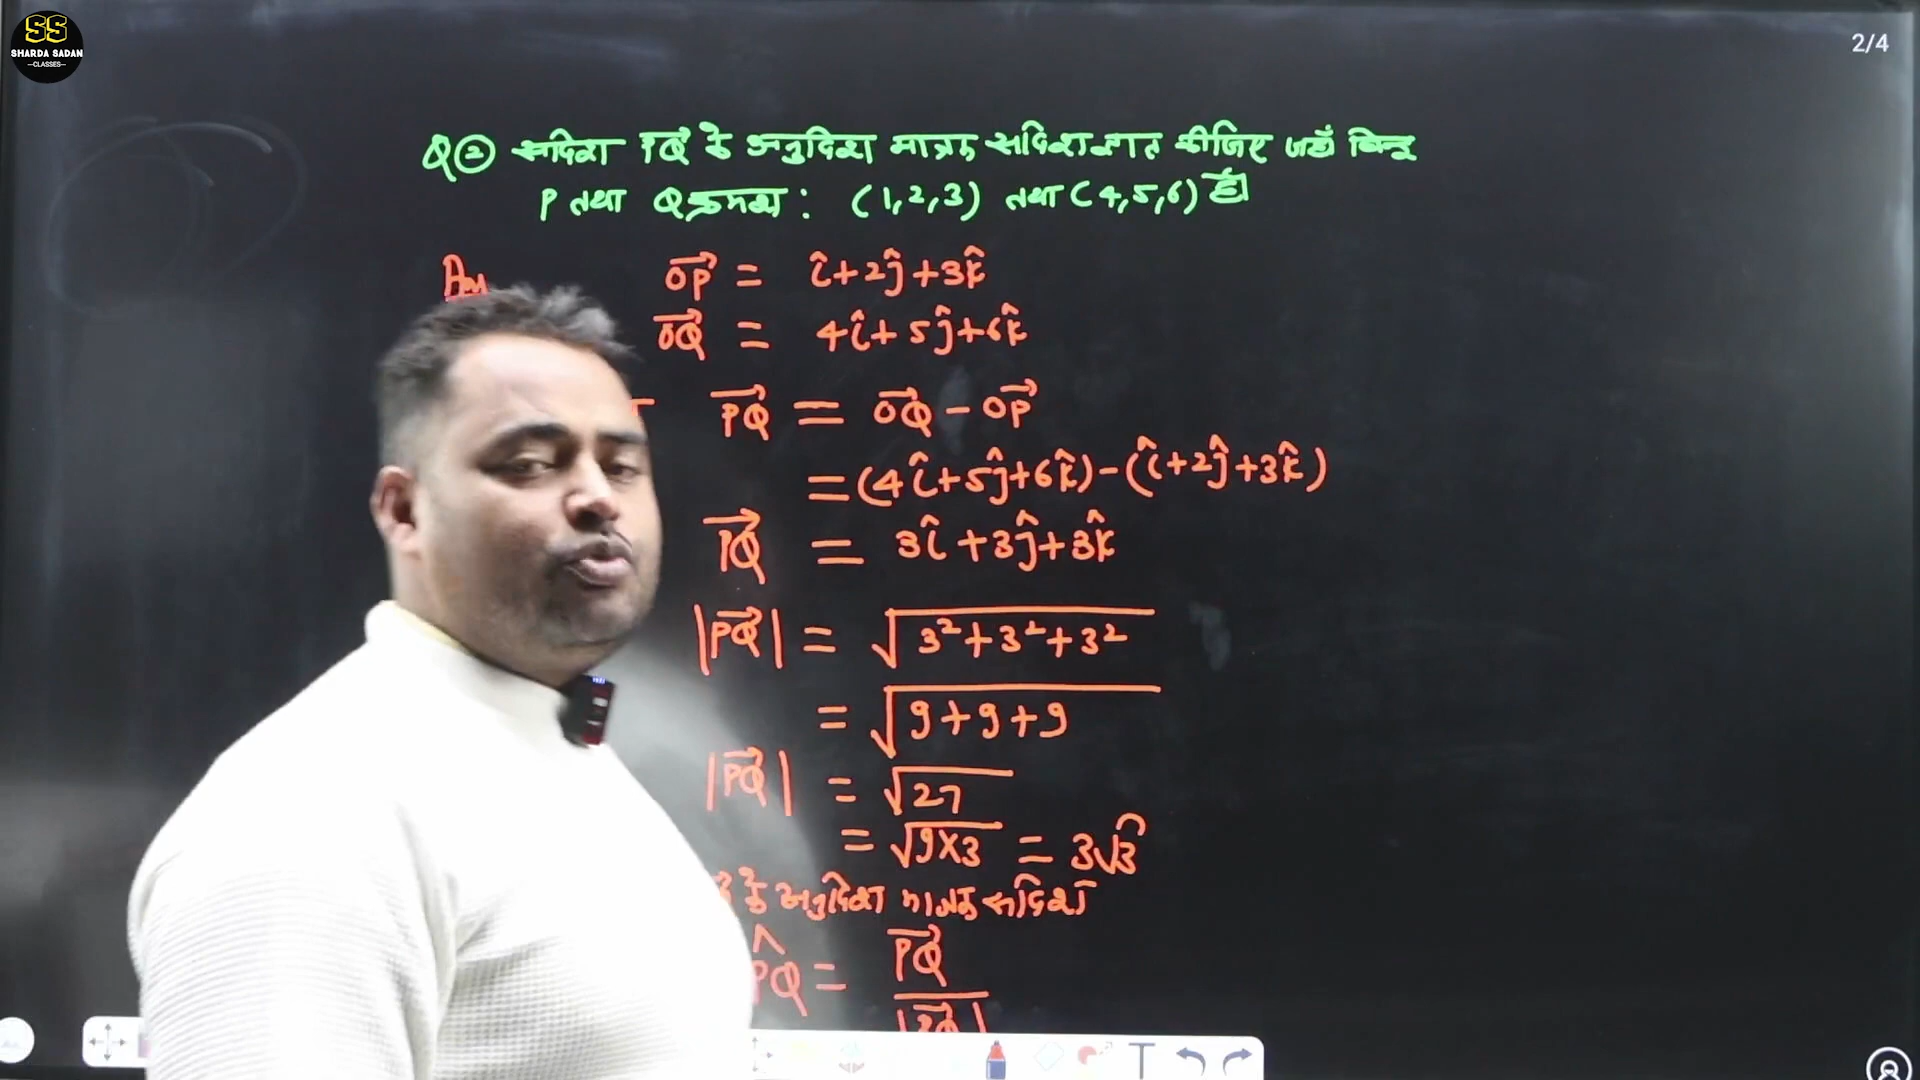 SS
SHARDA SADAN
—CLASSES—
2/4
Q② सदिश PQ⃗ के अनुदिश मात्रक सदिश ज्ञात कीजिए जहाँ बिन्दु
P तथा Q क्रमशः (1,2,3) तथा (4,5,6) हैं।
Ans
OP⃗ = î+2ĵ+3k̂
OQ⃗ = 4î+5ĵ+6k̂
PQ⃗ = OQ⃗ - OP⃗
=(4î+5ĵ+6k̂)-(î+2ĵ+3k̂)
PQ⃗ = 3î+3ĵ+3k̂
|PQ⃗| = √3²+3²+3²
= √9+9+9
|PQ⃗| = √27
= √9×3 = 3√3
के अनुदिश मात्रक सदिश
P̂Q = PQ⃗
|PQ⃗|
T